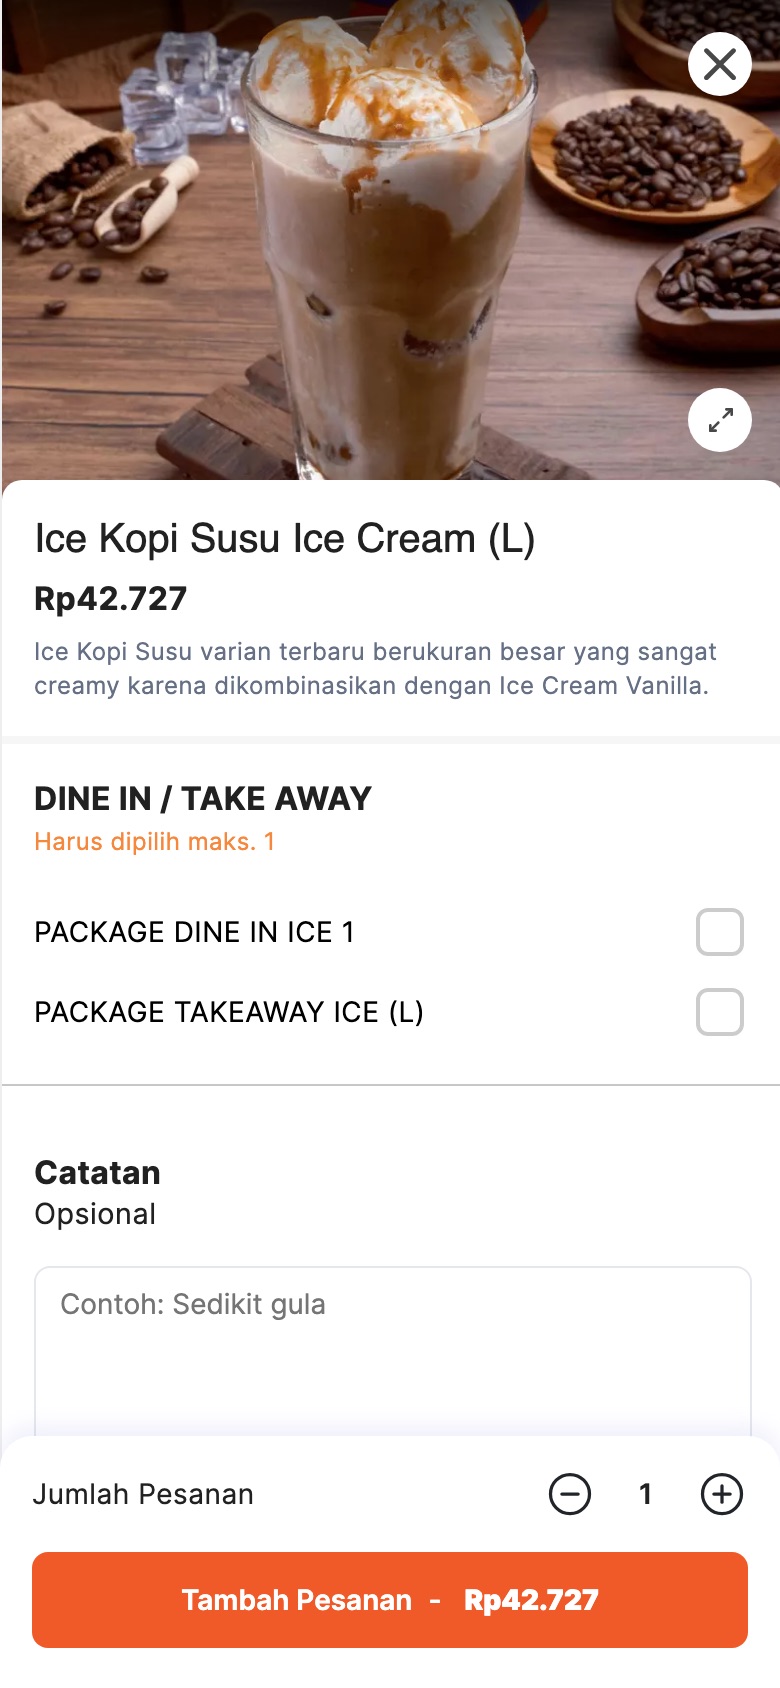 Ice Kopi Susu Ice Cream (L)
Rp42.727
Ice Kopi Susu varian terbaru berukuran besar yang sangat
creamy karena dikombinasikan dengan Ice Cream Vanilla.
DINE IN / TAKE AWAY
Harus dipilih maks. 1
PACKAGE DINE IN ICE 1
PACKAGE TAKEAWAY ICE (L)
Catatan
Opsional
Contoh: Sedikit gula
Jumlah Pesanan 1
Tambah Pesanan - Rp42.727